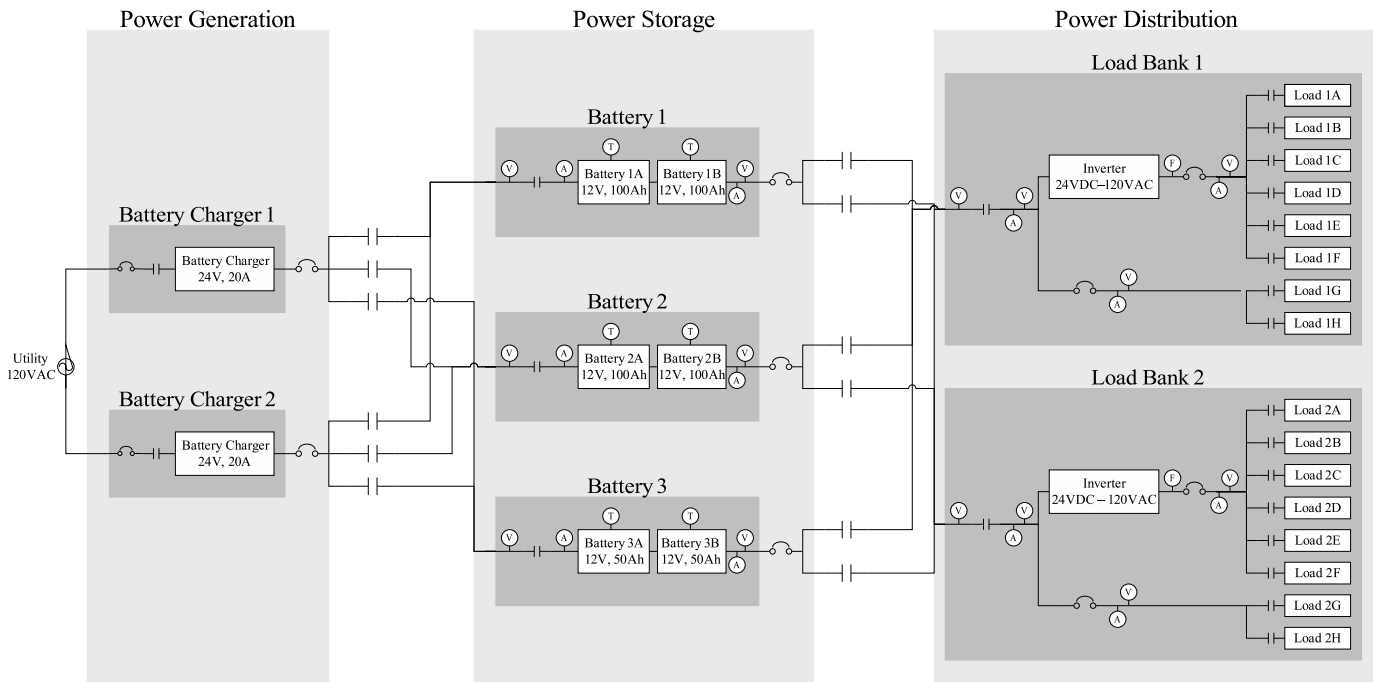 Power Generation
Power Storage
Power Distribution
Utility
120VAC
Battery Charger 1
Battery Charger
24V, 20A
Battery Charger 2
Battery Charger
24V, 20A
Battery 1
V
A
T
Battery 1A
12V, 100Ah
T
Battery 1B
12V, 100Ah
V
A
Battery 2
V
A
T
Battery 2A
12V, 100Ah
T
Battery 2B
12V, 100Ah
V
A
Battery 3
V
A
T
Battery 3A
12V, 50Ah
T
Battery 3B
12V, 50Ah
V
A
Load Bank 1
V
V
A
Inverter
24VDC–120VAC
F
V
A
V
A
Load 1A
Load 1B
Load 1C
Load 1D
Load 1E
Load 1F
Load 1G
Load 1H
Load Bank 2
V
V
A
Inverter
24VDC – 120VAC
F
V
A
V
A
Load 2A
Load 2B
Load 2C
Load 2D
Load 2E
Load 2F
Load 2G
Load 2H